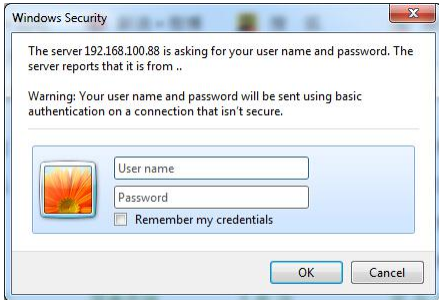 Windows Security
The server 192.168.100.88 is asking for your user name and password. The
server reports that it is from ..
Warning: Your user name and password will be sent using basic
authentication on a connection that isn't secure.
User name
Password
Remember my credentials
OK
Cancel